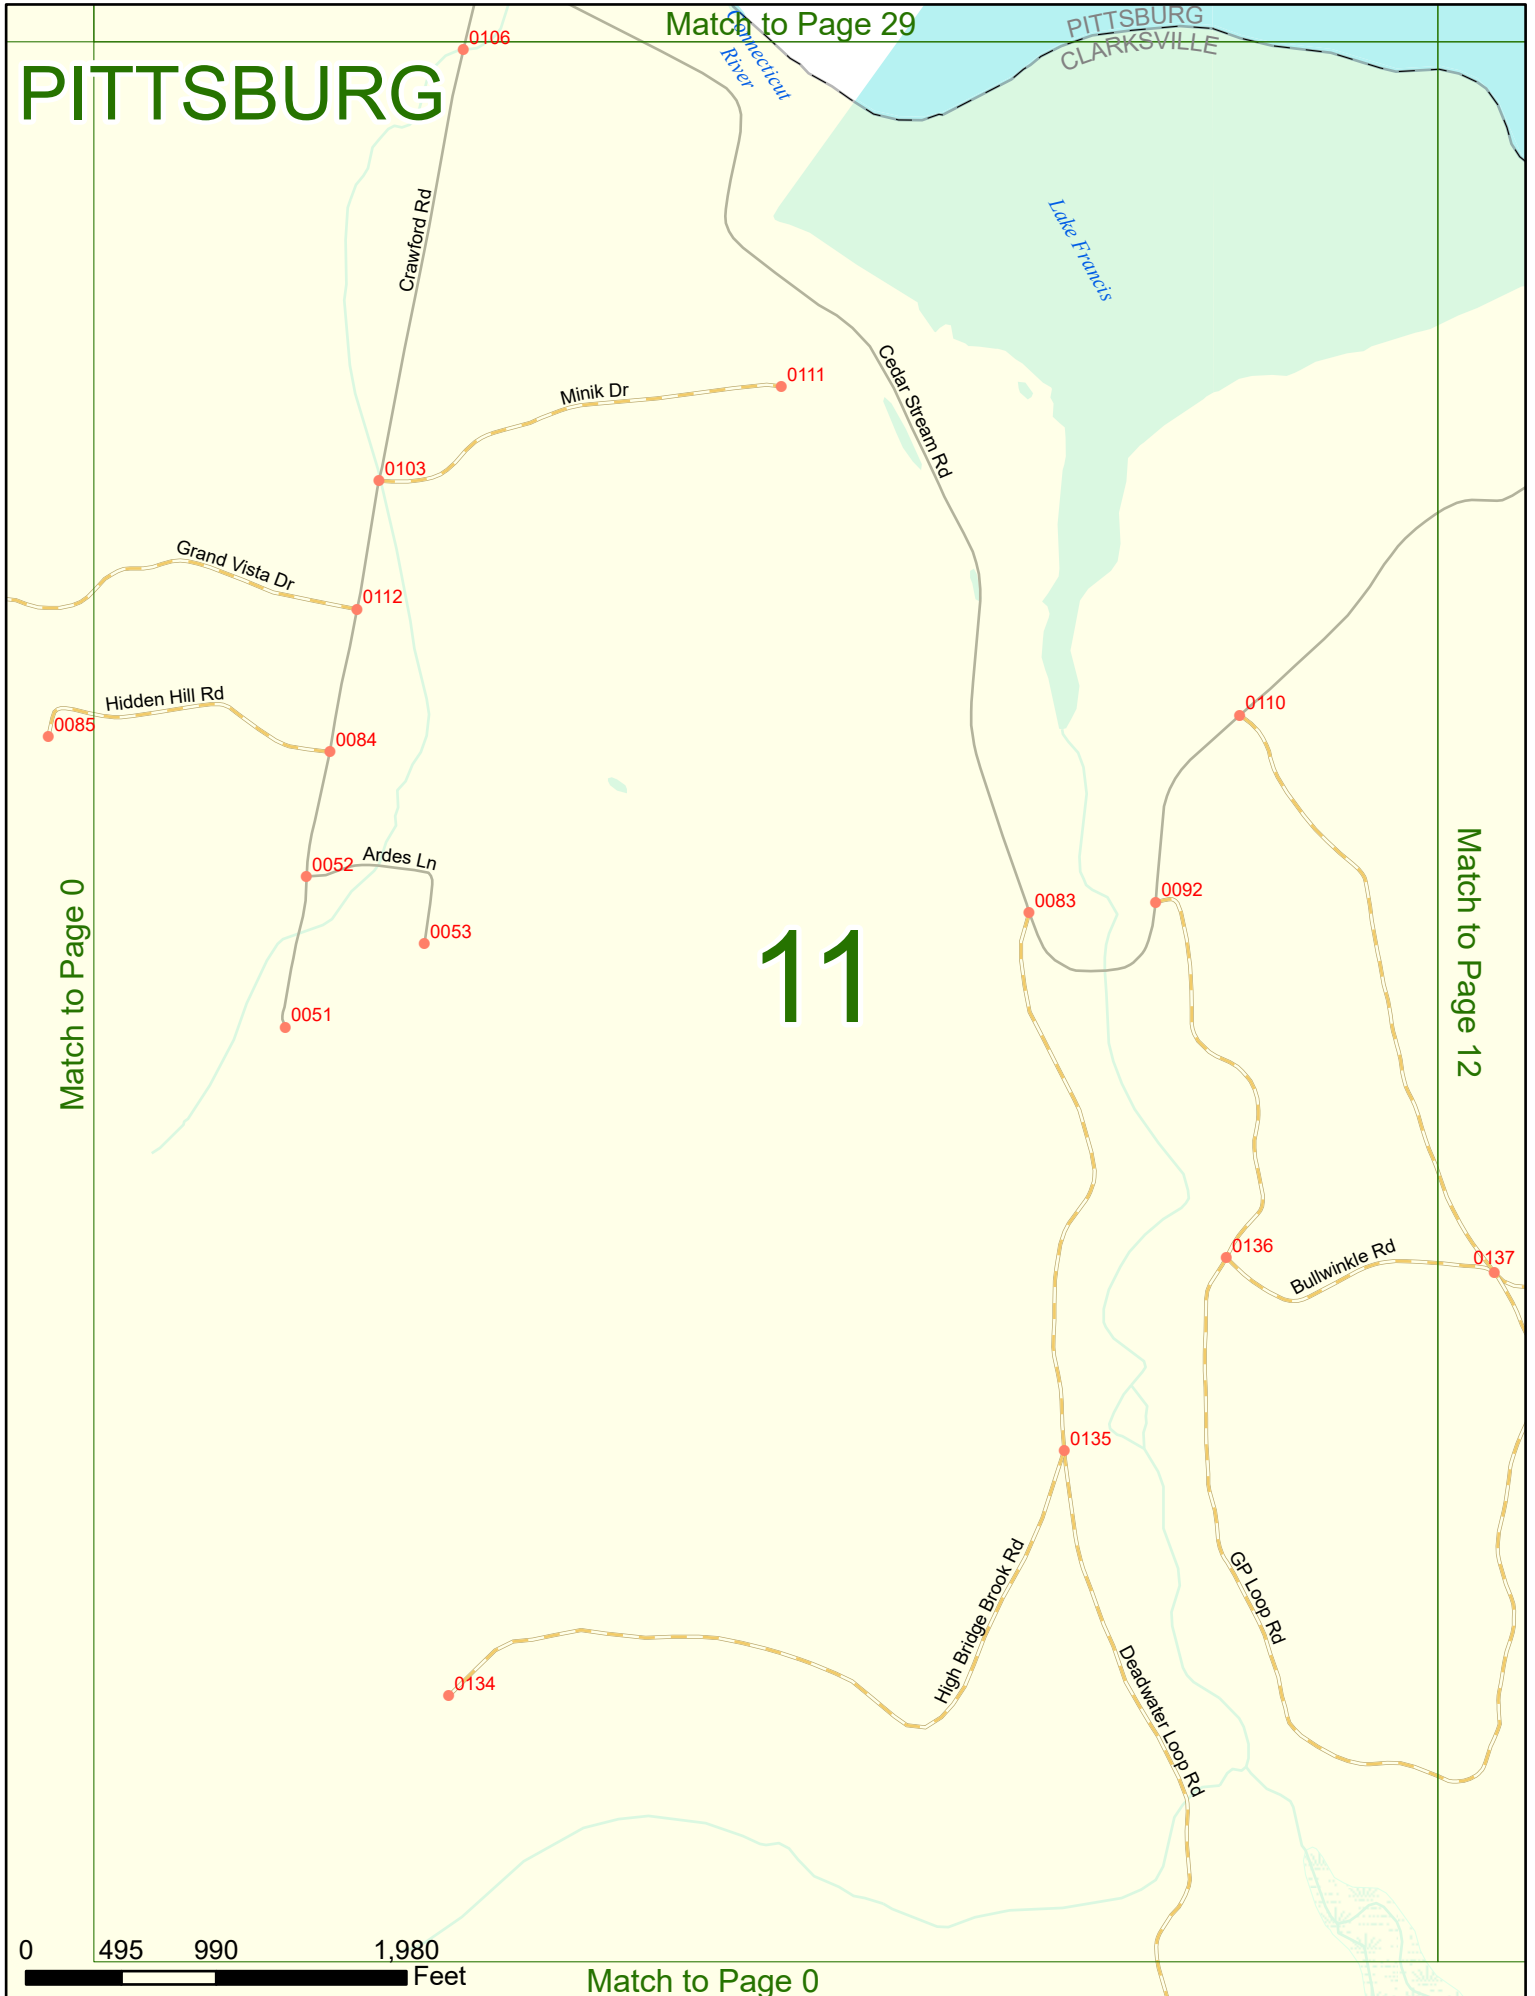 Match to Page 29
PITTSBURG
CLARKSVILLE
Connecticut
River
0106
PITTSBURG
Crawford Rd
Lake Francis
Cedar Stream Rd
Minik Dr
0111
0103
Grand Vista Dr
0112
Hidden Hill Rd
0085
0084
0110
0052
Ardes Ln
0053
0083
0092
Match to Page 0
11
Match to Page 12
0051
0136
Bullwinkle Rd
0137
0135
High Bridge Brook Rd
GP Loop Rd
Deadwater Loop Rd
0134
0 495 990 1,980
Feet
Match to Page 0